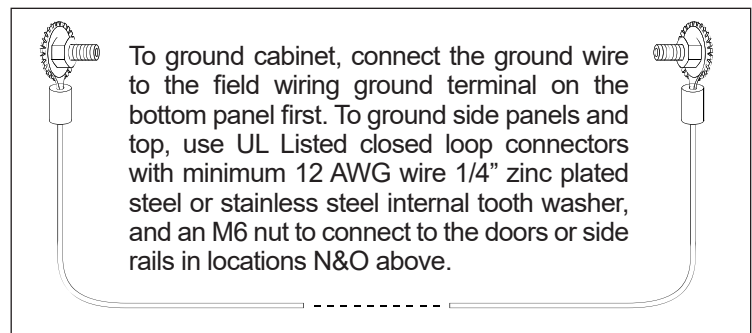 To ground cabinet, connect the ground wire
to the field wiring ground terminal on the
bottom panel first. To ground side panels and
top, use UL Listed closed loop connectors
with minimum 12 AWG wire 1/4” zinc plated
steel or stainless steel internal tooth washer,
and an M6 nut to connect to the doors or side
rails in locations N&O above.